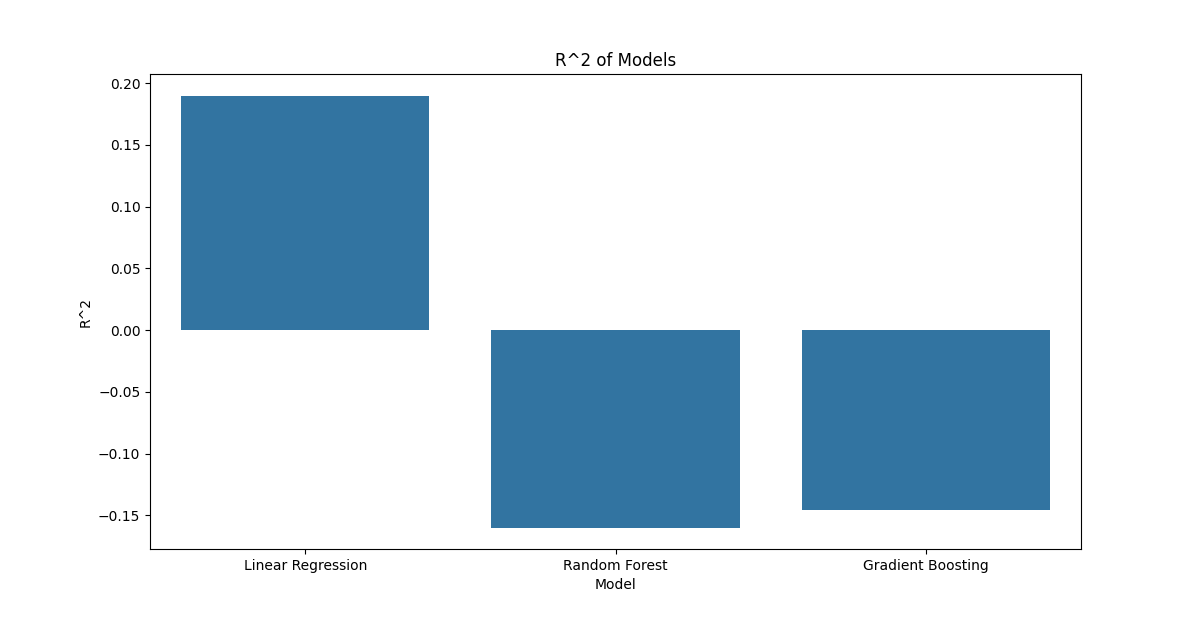 R^2 of Models
R^2
0.20
0.15
0.10
0.05
0.00
−0.05
−0.10
−0.15
Linear Regression
Random Forest
Gradient Boosting
Model